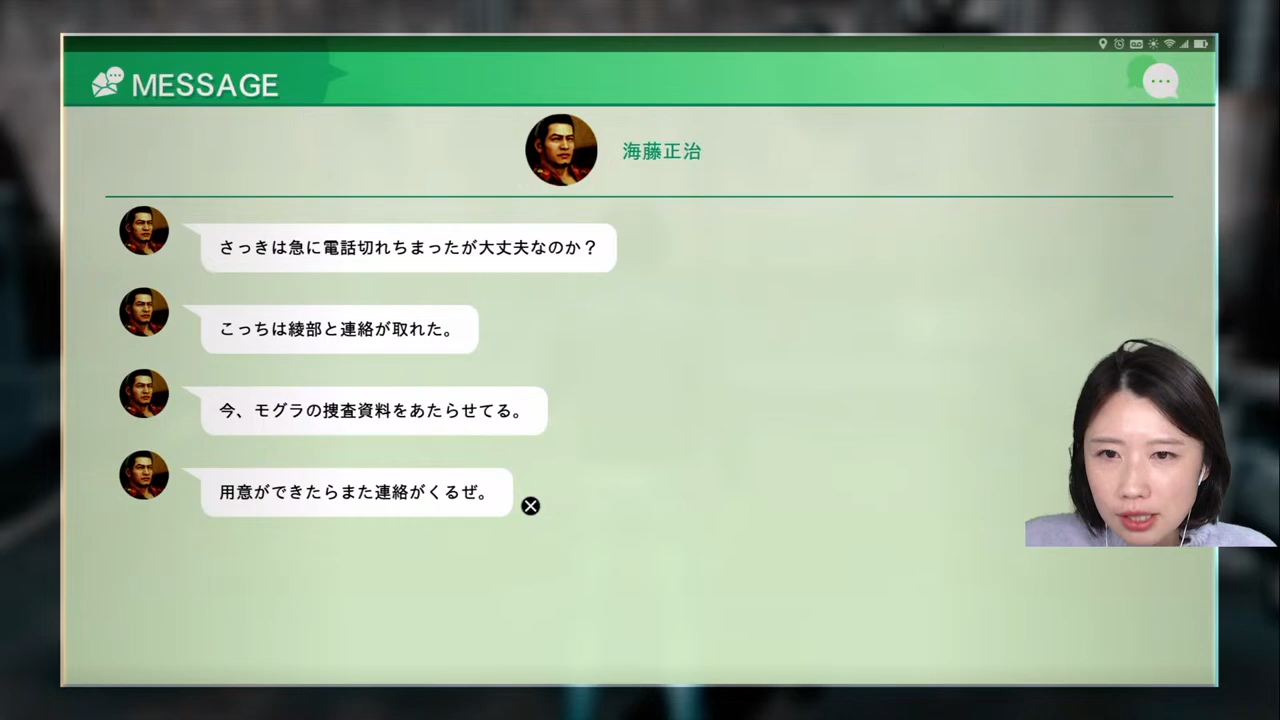 MESSAGE
海藤正治
さっきは急に電話切れちまったが大丈夫なのか？
こっちは綾部と連絡が取れた。
今、モグラの捜査資料をあたらせてる。
用意ができたらまた連絡がくるぜ。